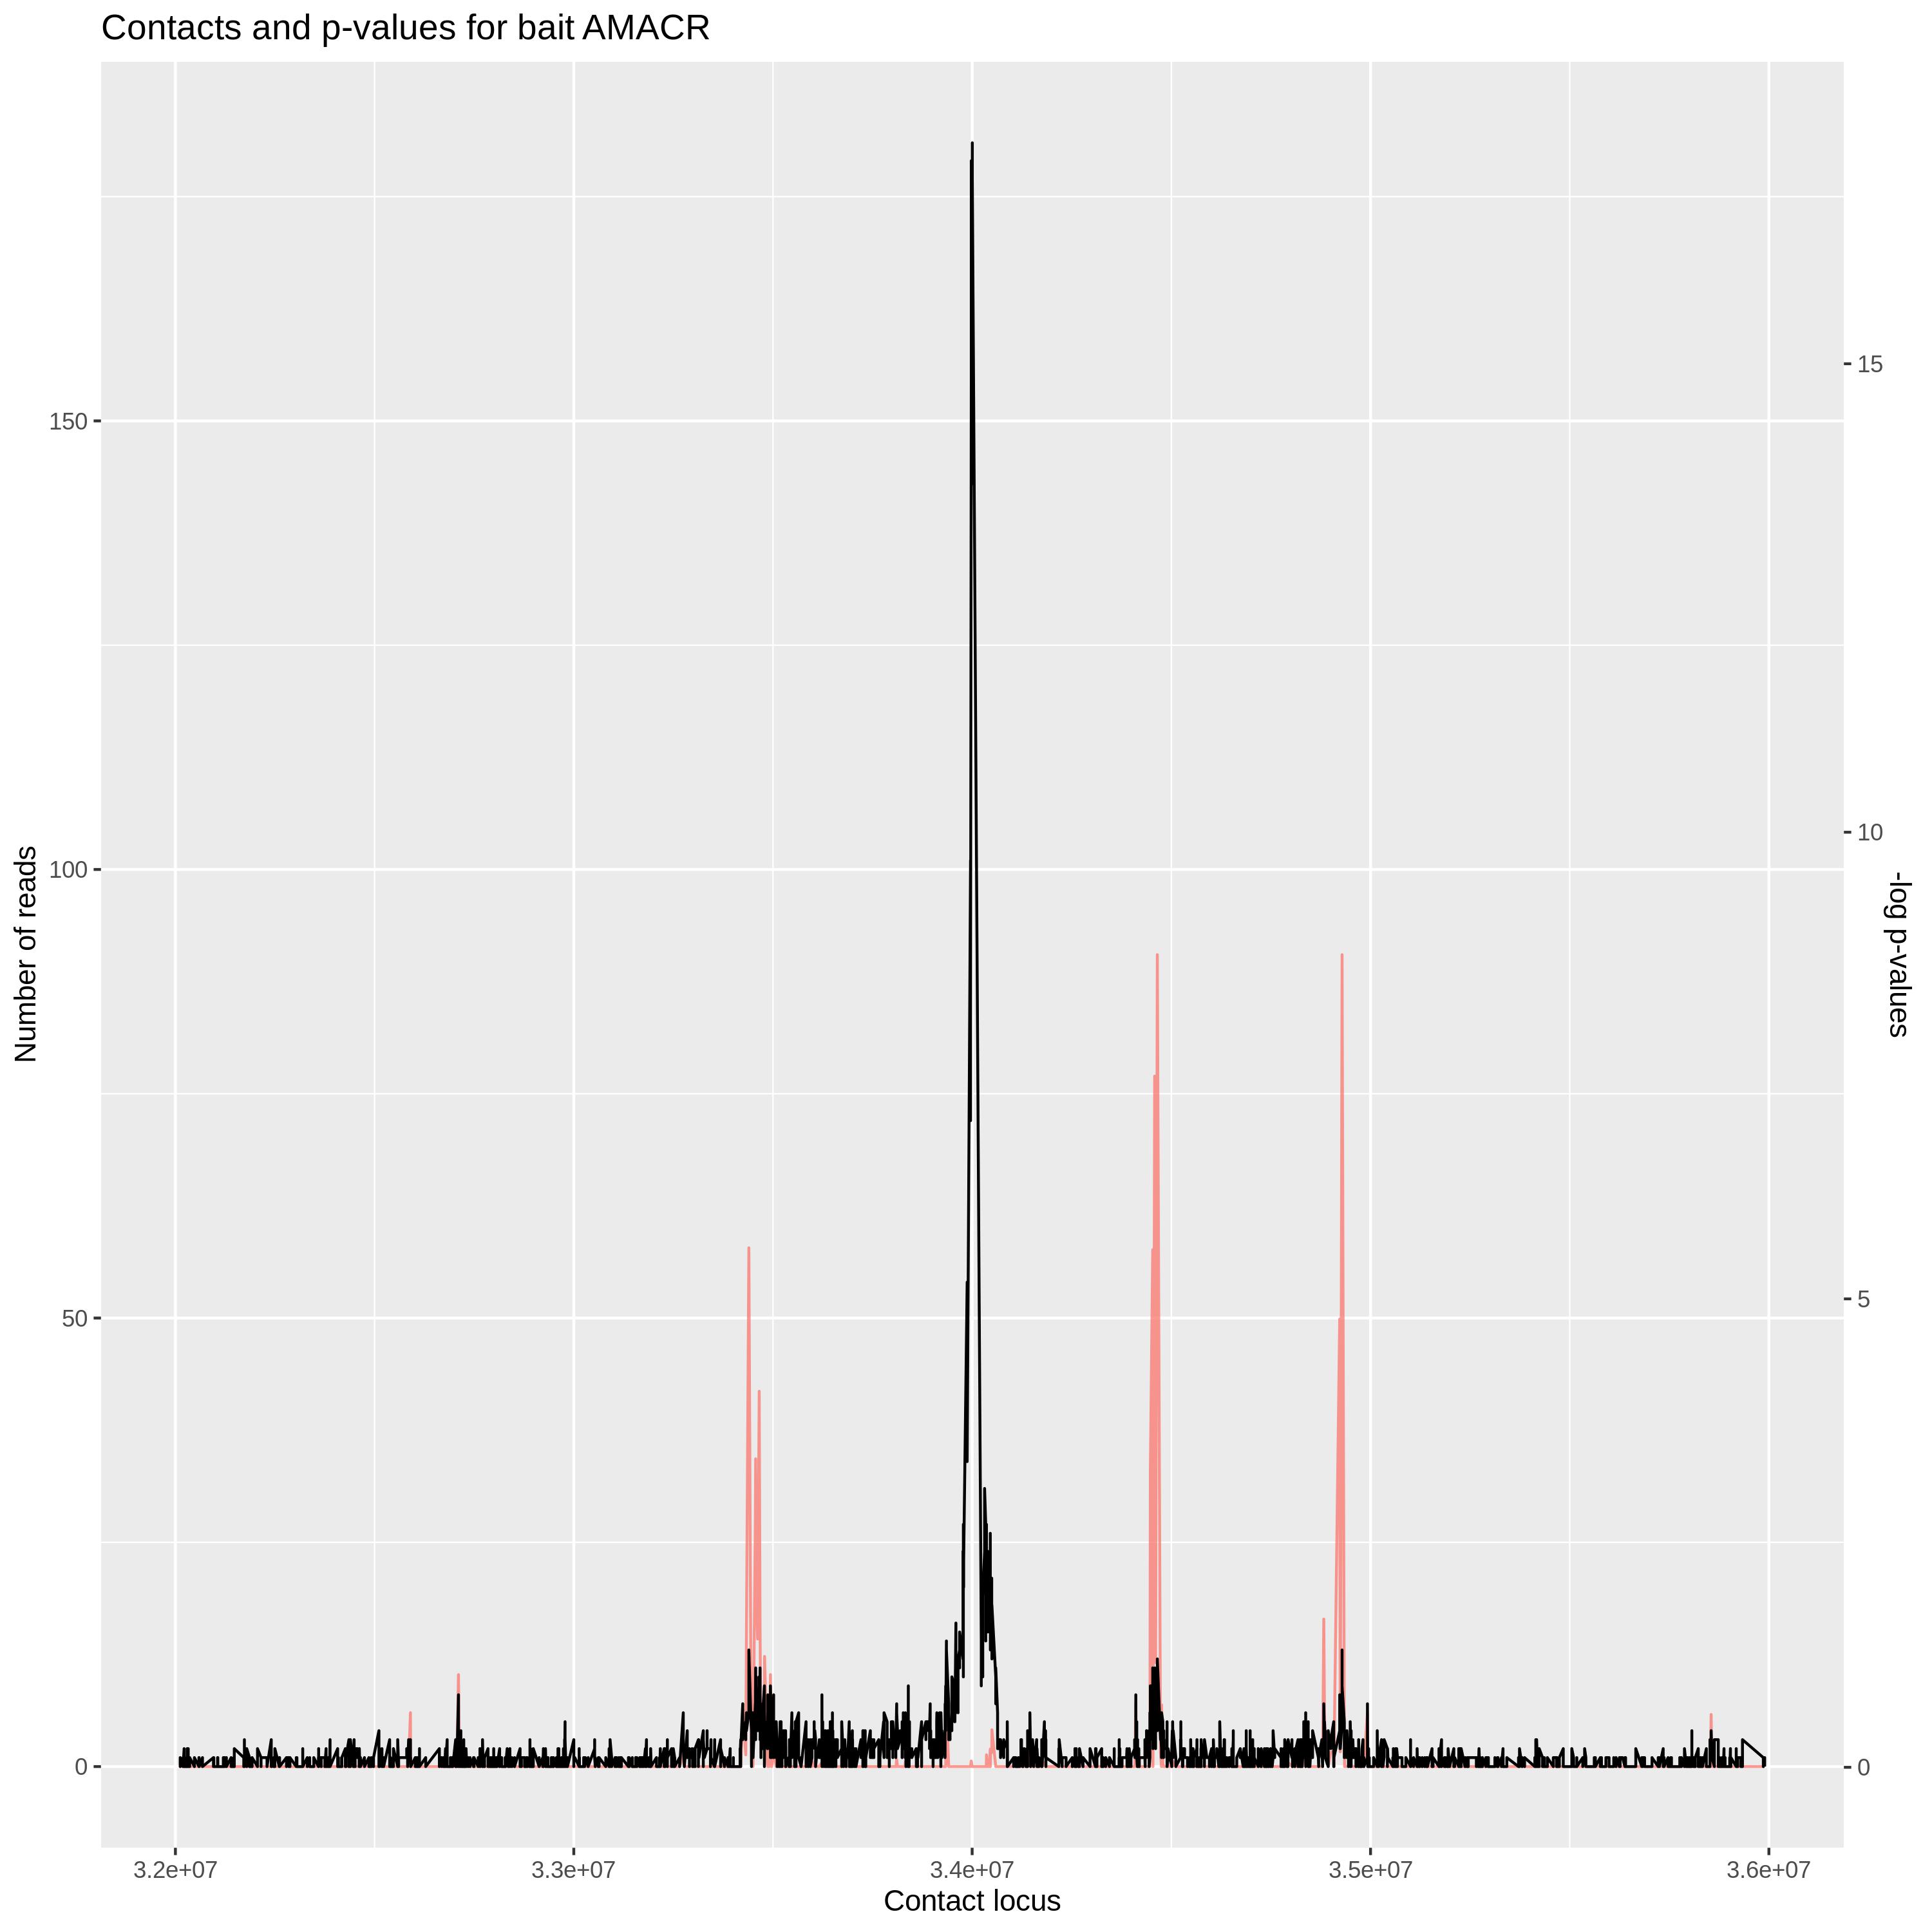 Contacts and p-values for bait AMACR
150
100
50
0
15
10
5
0
Number of reads
-log p-values
3.2e+07 3.3e+07 3.4e+07 3.5e+07 3.6e+07
Contact locus